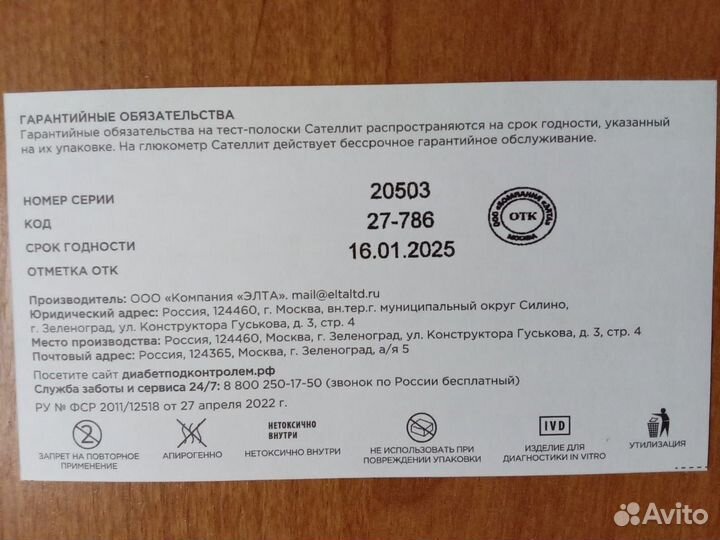 ГАРАНТИЙНЫЕ ОБЯЗАТЕЛЬСТВА
Гарантийные обязательства на тест-полоски Сателлит распространяются на срок годности, указанный
на их упаковке. На глюкометр Сателлит действует бессрочное гарантийное обслуживание.
НОМЕР СЕРИИ 20503
КОД 27-786
СРОК ГОДНОСТИ 16.01.2025
ОТМЕТКА ОТК
ООО «КОМПАНИЯ «ЭЛТА»
ОТК
МОСКВА
Производитель: ООО «Компания «ЭЛТА». mail@eltaltd.ru
Юридический адрес: Россия, 124460, г. Москва, вн.тер.г. муниципальный округ Силино,
г. Зеленоград, ул. Конструктора Гуськова, д. 3, стр. 4
Место производства: Россия, 124460, Москва, г. Зеленоград, ул. Конструктора Гуськова, д. 3, стр. 4
Почтовый адрес: Россия, 124365, Москва, г. Зеленоград, а/я 5
Посетите сайт диабетподконтролем.рф
Служба заботы и сервиса 24/7: 8 800 250-17-50 (звонок по России бесплатный)
РУ № ФСР 2011/12518 от 27 апреля 2022 г.
2
ЗАПРЕТ НА ПОВТОРНОЕ
ПРИМЕНЕНИЕ
АПИРОГЕННО
НЕТОКСИЧНО
ВНУТРИ
НЕТОКСИЧНО ВНУТРИ
НЕ ИСПОЛЬЗОВАТЬ ПРИ
ПОВРЕЖДЕНИИ УПАКОВКИ
IVD
ИЗДЕЛИЕ ДЛЯ
ДИАГНОСТИКИ IN VITRO
УТИЛИЗАЦИЯ
Avito